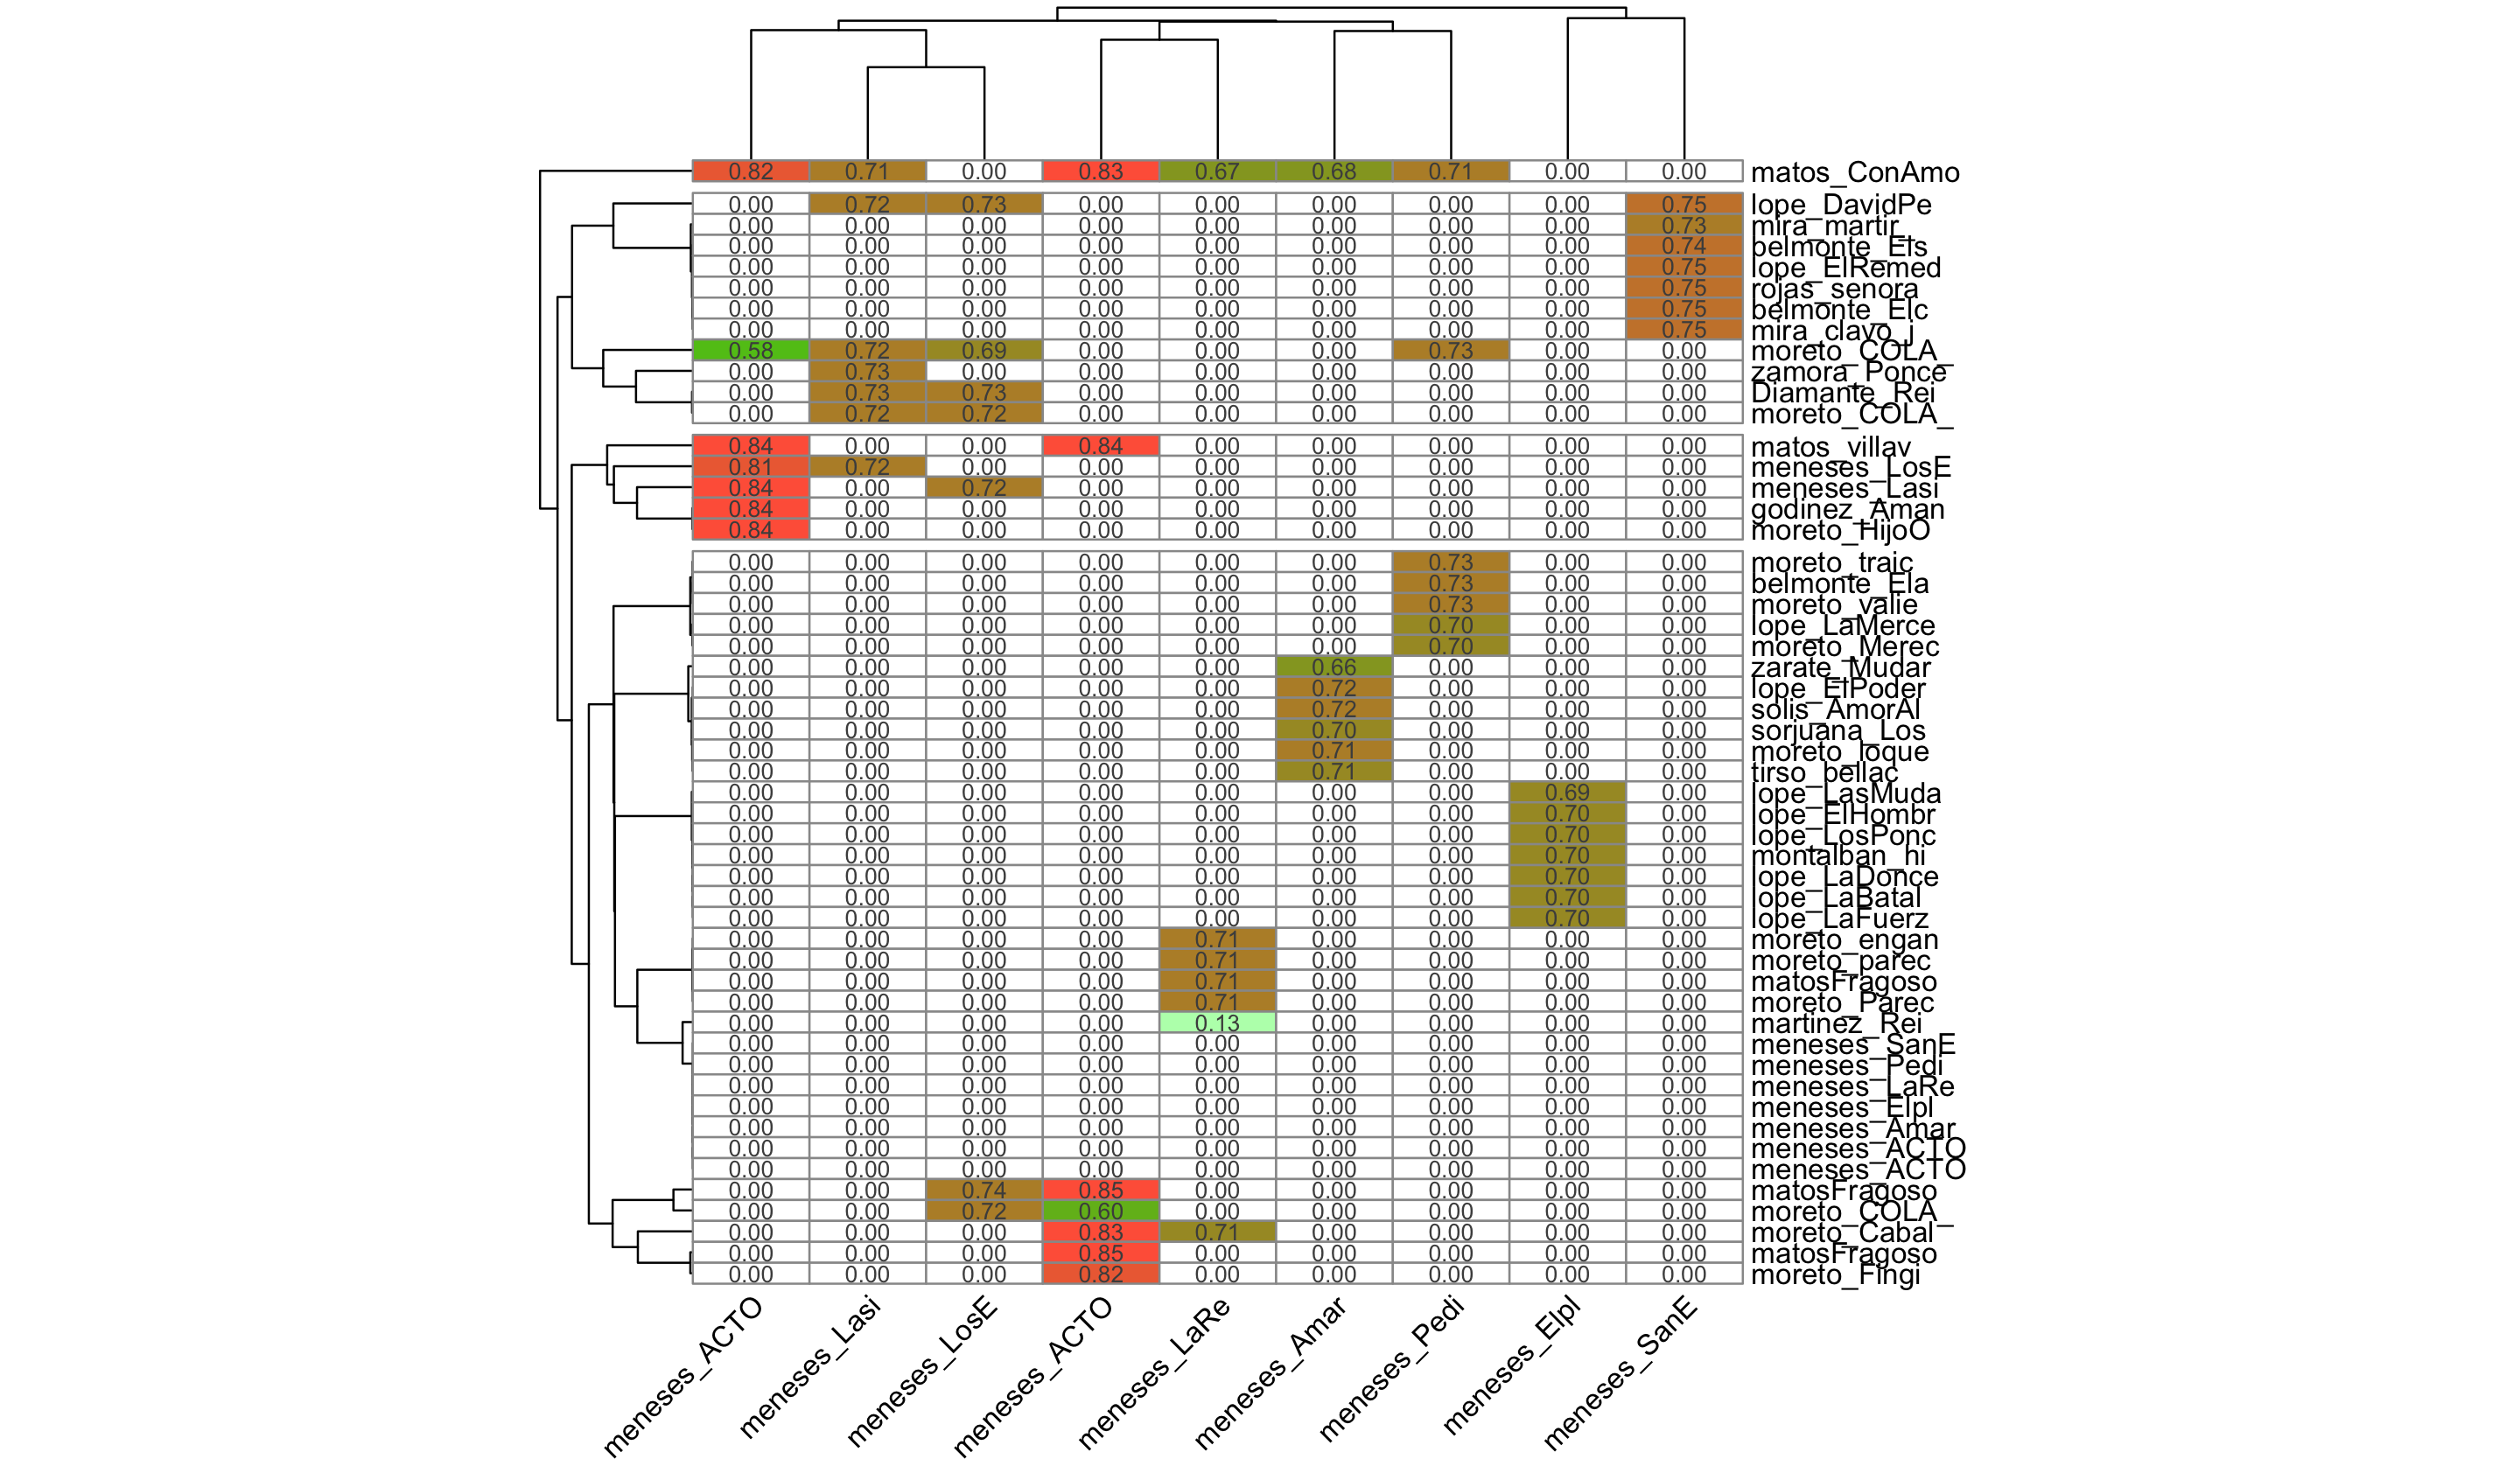 0.82 0.71 0.00 0.83 0.67 0.68 0.71 0.00 0.00 matos_ConAmo
0.00 0.72 0.73 0.00 0.00 0.00 0.00 0.00 0.75 lope_DavidPe
0.00 0.00 0.00 0.00 0.00 0.00 0.00 0.00 0.73 mira_martir_
0.00 0.00 0.00 0.00 0.00 0.00 0.00 0.00 0.74 belmonte_Els
0.00 0.00 0.00 0.00 0.00 0.00 0.00 0.00 0.75 lope_ElRemed
0.00 0.00 0.00 0.00 0.00 0.00 0.00 0.00 0.75 rojas_senora
0.00 0.00 0.00 0.00 0.00 0.00 0.00 0.00 0.75 belmonte_Elc
0.00 0.00 0.00 0.00 0.00 0.00 0.00 0.00 0.75 mira_clavo_j
0.58 0.72 0.69 0.00 0.00 0.00 0.73 0.00 0.00 moreto_COLA_
0.00 0.73 0.00 0.00 0.00 0.00 0.00 0.00 0.00 zamora_Ponce
0.00 0.73 0.73 0.00 0.00 0.00 0.00 0.00 0.00 Diamante_Rei
0.00 0.72 0.72 0.00 0.00 0.00 0.00 0.00 0.00 moreto_COLA_
0.84 0.00 0.00 0.84 0.00 0.00 0.00 0.00 0.00 matos_villav
0.81 0.72 0.00 0.00 0.00 0.00 0.00 0.00 0.00 meneses_LosE
0.84 0.00 0.72 0.00 0.00 0.00 0.00 0.00 0.00 meneses_Lasi
0.84 0.00 0.00 0.00 0.00 0.00 0.00 0.00 0.00 godinez_Aman
0.84 0.00 0.00 0.00 0.00 0.00 0.00 0.00 0.00 moreto_HijoO
0.00 0.00 0.00 0.00 0.00 0.00 0.73 0.00 0.00 moreto_traic
0.00 0.00 0.00 0.00 0.00 0.00 0.73 0.00 0.00 belmonte_Ela
0.00 0.00 0.00 0.00 0.00 0.00 0.73 0.00 0.00 moreto_valie
0.00 0.00 0.00 0.00 0.00 0.00 0.70 0.00 0.00 lope_LaMerce
0.00 0.00 0.00 0.00 0.00 0.00 0.70 0.00 0.00 moreto_Merec
0.00 0.00 0.00 0.00 0.00 0.66 0.00 0.00 0.00 zarate_Mudar
0.00 0.00 0.00 0.00 0.00 0.72 0.00 0.00 0.00 lope_ElPoder
0.00 0.00 0.00 0.00 0.00 0.72 0.00 0.00 0.00 solis_AmorAl
0.00 0.00 0.00 0.00 0.00 0.70 0.00 0.00 0.00 sorjuana_Los
0.00 0.00 0.00 0.00 0.00 0.71 0.00 0.00 0.00 moreto_loque
0.00 0.00 0.00 0.00 0.00 0.71 0.00 0.00 0.00 tirso_bellac
0.00 0.00 0.00 0.00 0.00 0.00 0.00 0.69 0.00 lope_LasMuda
0.00 0.00 0.00 0.00 0.00 0.00 0.00 0.70 0.00 lope_ElHombr
0.00 0.00 0.00 0.00 0.00 0.00 0.00 0.70 0.00 lope_LosPonc
0.00 0.00 0.00 0.00 0.00 0.00 0.00 0.70 0.00 montalban_hi
0.00 0.00 0.00 0.00 0.00 0.00 0.00 0.70 0.00 lope_LaDonce
0.00 0.00 0.00 0.00 0.00 0.00 0.00 0.70 0.00 lope_LaBatal
0.00 0.00 0.00 0.00 0.00 0.00 0.00 0.70 0.00 lope_LaFuerz
0.00 0.00 0.00 0.00 0.71 0.00 0.00 0.00 0.00 moreto_engan
0.00 0.00 0.00 0.00 0.71 0.00 0.00 0.00 0.00 moreto_parec
0.00 0.00 0.00 0.00 0.71 0.00 0.00 0.00 0.00 matosFragoso
0.00 0.00 0.00 0.00 0.71 0.00 0.00 0.00 0.00 moreto_Parec
0.00 0.00 0.00 0.00 0.13 0.00 0.00 0.00 0.00 martinez_Rei
0.00 0.00 0.00 0.00 0.00 0.00 0.00 0.00 0.00 meneses_SanE
0.00 0.00 0.00 0.00 0.00 0.00 0.00 0.00 0.00 meneses_Pedi
0.00 0.00 0.00 0.00 0.00 0.00 0.00 0.00 0.00 meneses_LaRe
0.00 0.00 0.00 0.00 0.00 0.00 0.00 0.00 0.00 meneses_Elpl
0.00 0.00 0.00 0.00 0.00 0.00 0.00 0.00 0.00 meneses_Amar
0.00 0.00 0.00 0.00 0.00 0.00 0.00 0.00 0.00 meneses_ACTO
0.00 0.00 0.00 0.00 0.00 0.00 0.00 0.00 0.00 meneses_ACTO
0.00 0.00 0.74 0.85 0.00 0.00 0.00 0.00 0.00 matosFragoso
0.00 0.00 0.72 0.60 0.00 0.00 0.00 0.00 0.00 moreto_COLA_
0.00 0.00 0.00 0.83 0.71 0.00 0.00 0.00 0.00 moreto_Cabal_
0.00 0.00 0.00 0.85 0.00 0.00 0.00 0.00 0.00 matosFragoso
0.00 0.00 0.00 0.82 0.00 0.00 0.00 0.00 0.00 moreto_Fingi
meneses_ACTO meneses_Lasi meneses_LosE meneses_ACTO meneses_LaRe meneses_Amar meneses_Pedi meneses_Elpl meneses_SanE